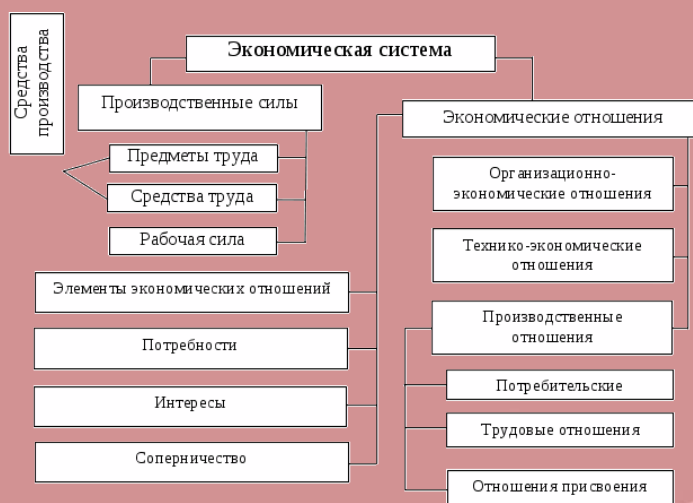 Средства
производства
Экономическая система
Производственные силы
Предметы труда
Средства труда
Рабочая сила
Экономические отношения
Организационно-
экономические отношения
Технико-экономические
отношения
Производственные
отношения
Потребительские
Трудовые отношения
Отношения присвоения
Элементы экономических отношений
Потребности
Интересы
Соперничество